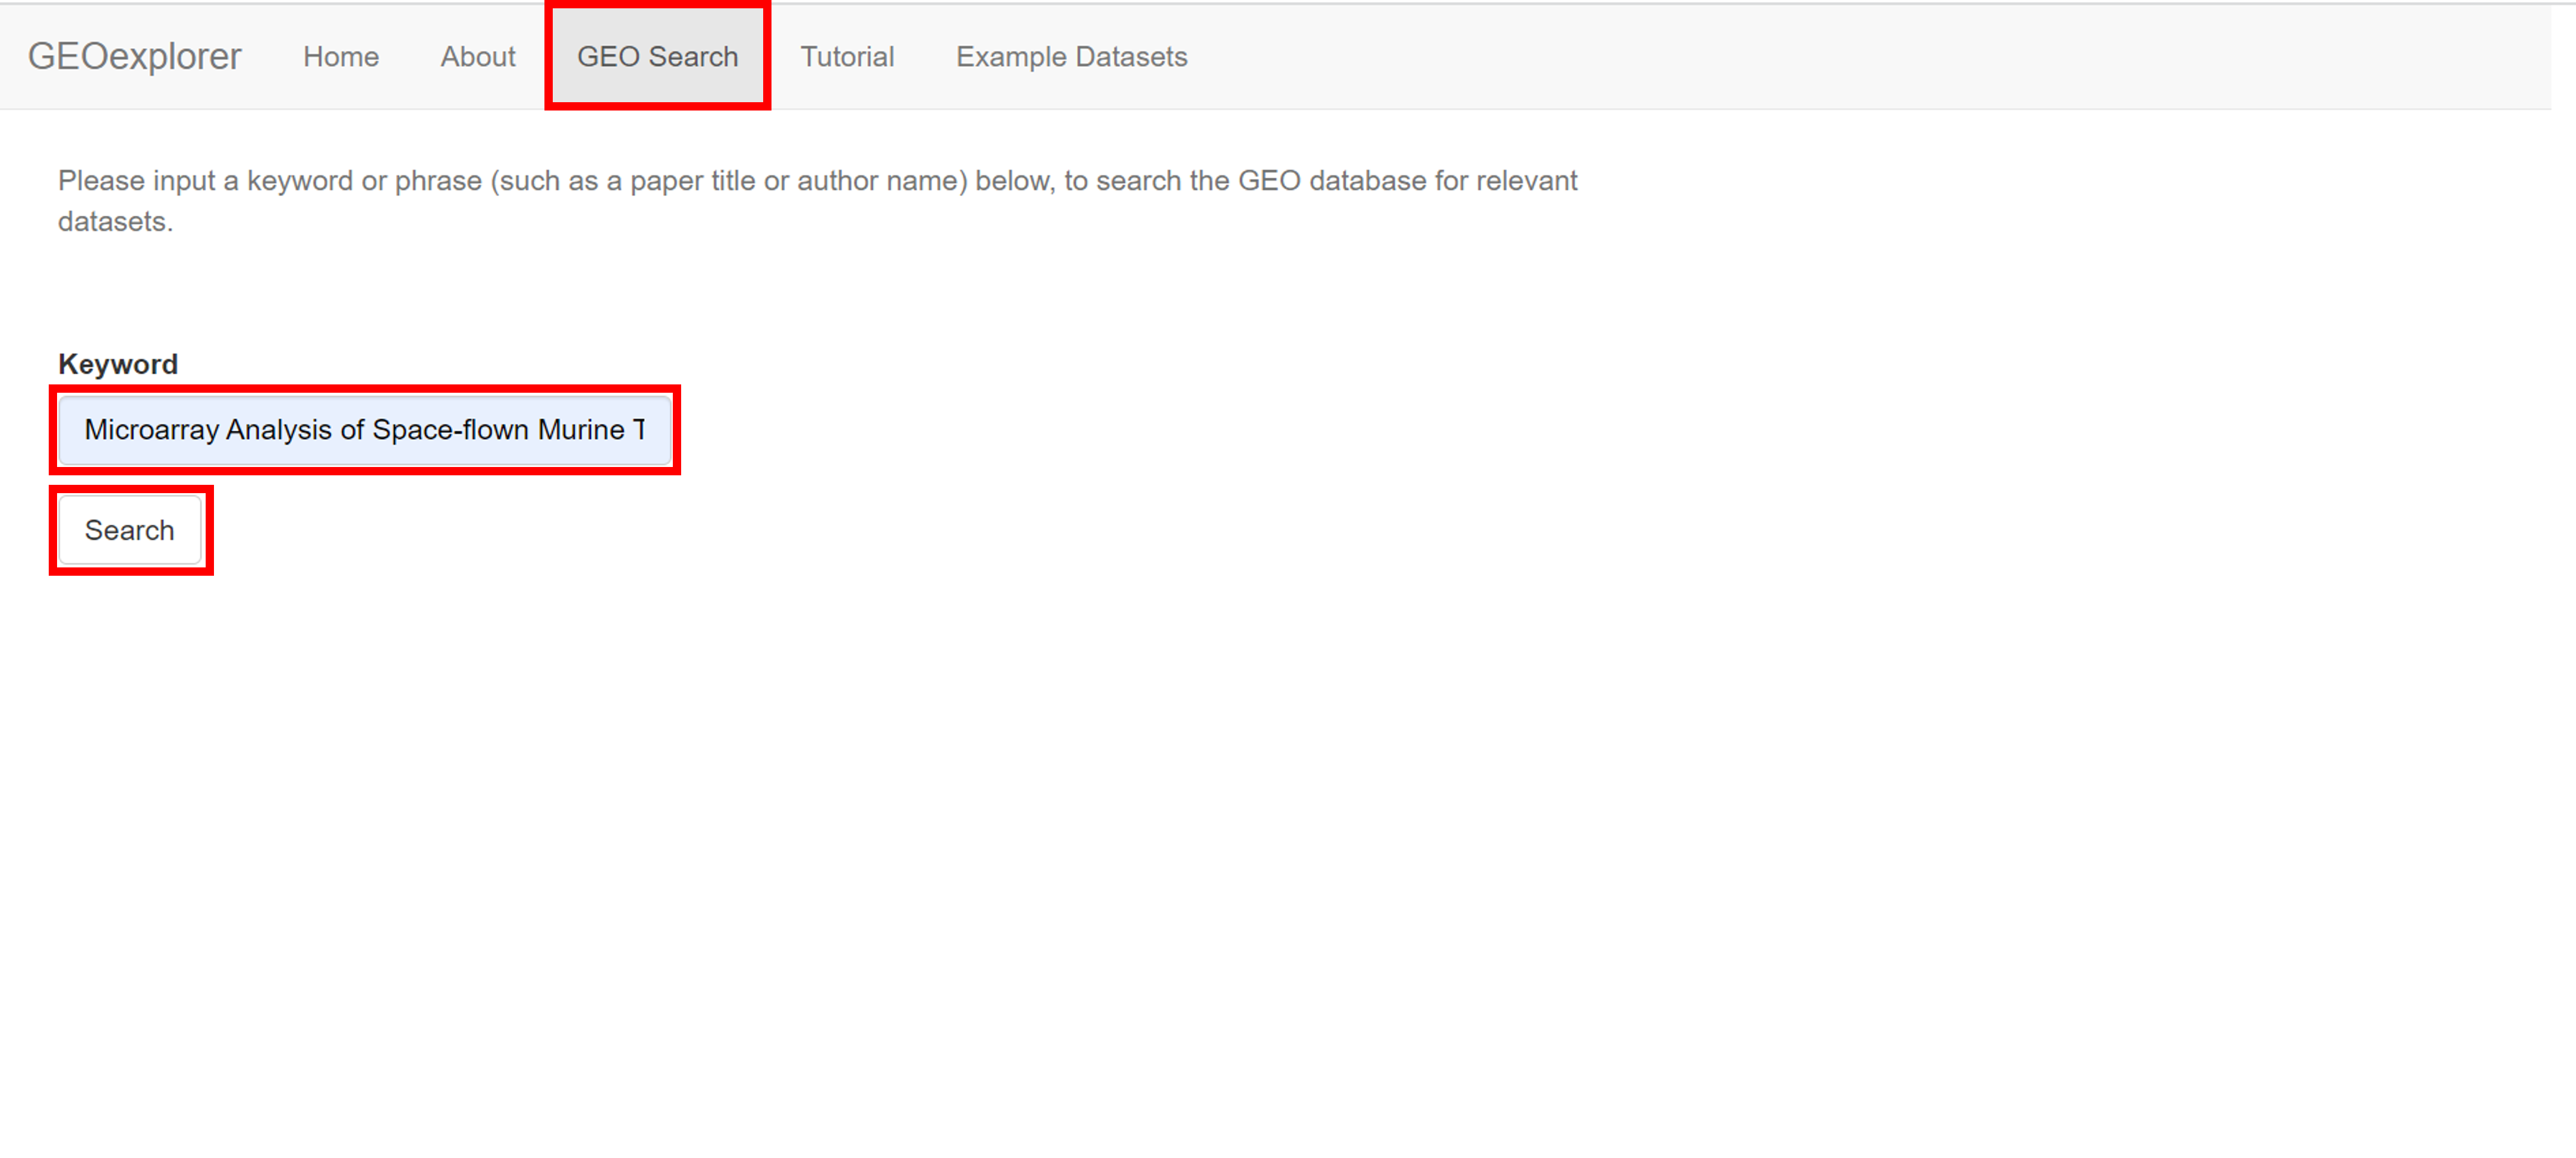 GEOexplorer Home About GEO Search Tutorial Example Datasets
Please input a keyword or phrase (such as a paper title or author name) below, to search the GEO database for relevant
datasets.
Keyword
Microarray Analysis of Space-flown Murine T
Search